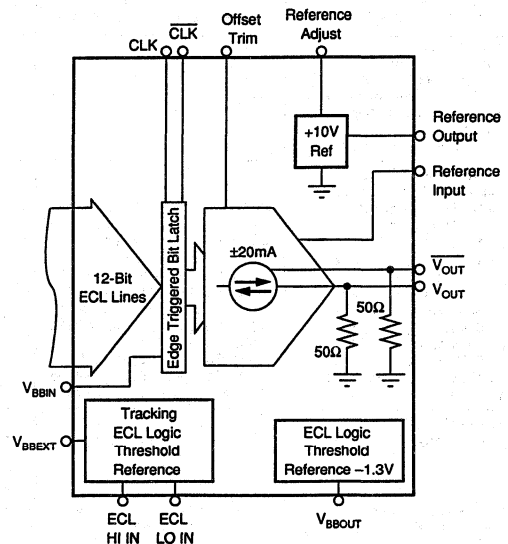 CLK
CLK
Offset
Trim
Reference
Adjust
+10V
Ref
Reference
Output
Reference
Input
12-Bit
ECL Lines
Edge Triggered Bit Latch
±20mA
VOUT
VOUT
50Ω
50Ω
VBBIN
VBBEXT
Tracking
ECL Logic
Threshold
Reference
ECL Logic
Threshold
Reference –1.3V
ECL
HI IN
ECL
LO IN
VBBOUT